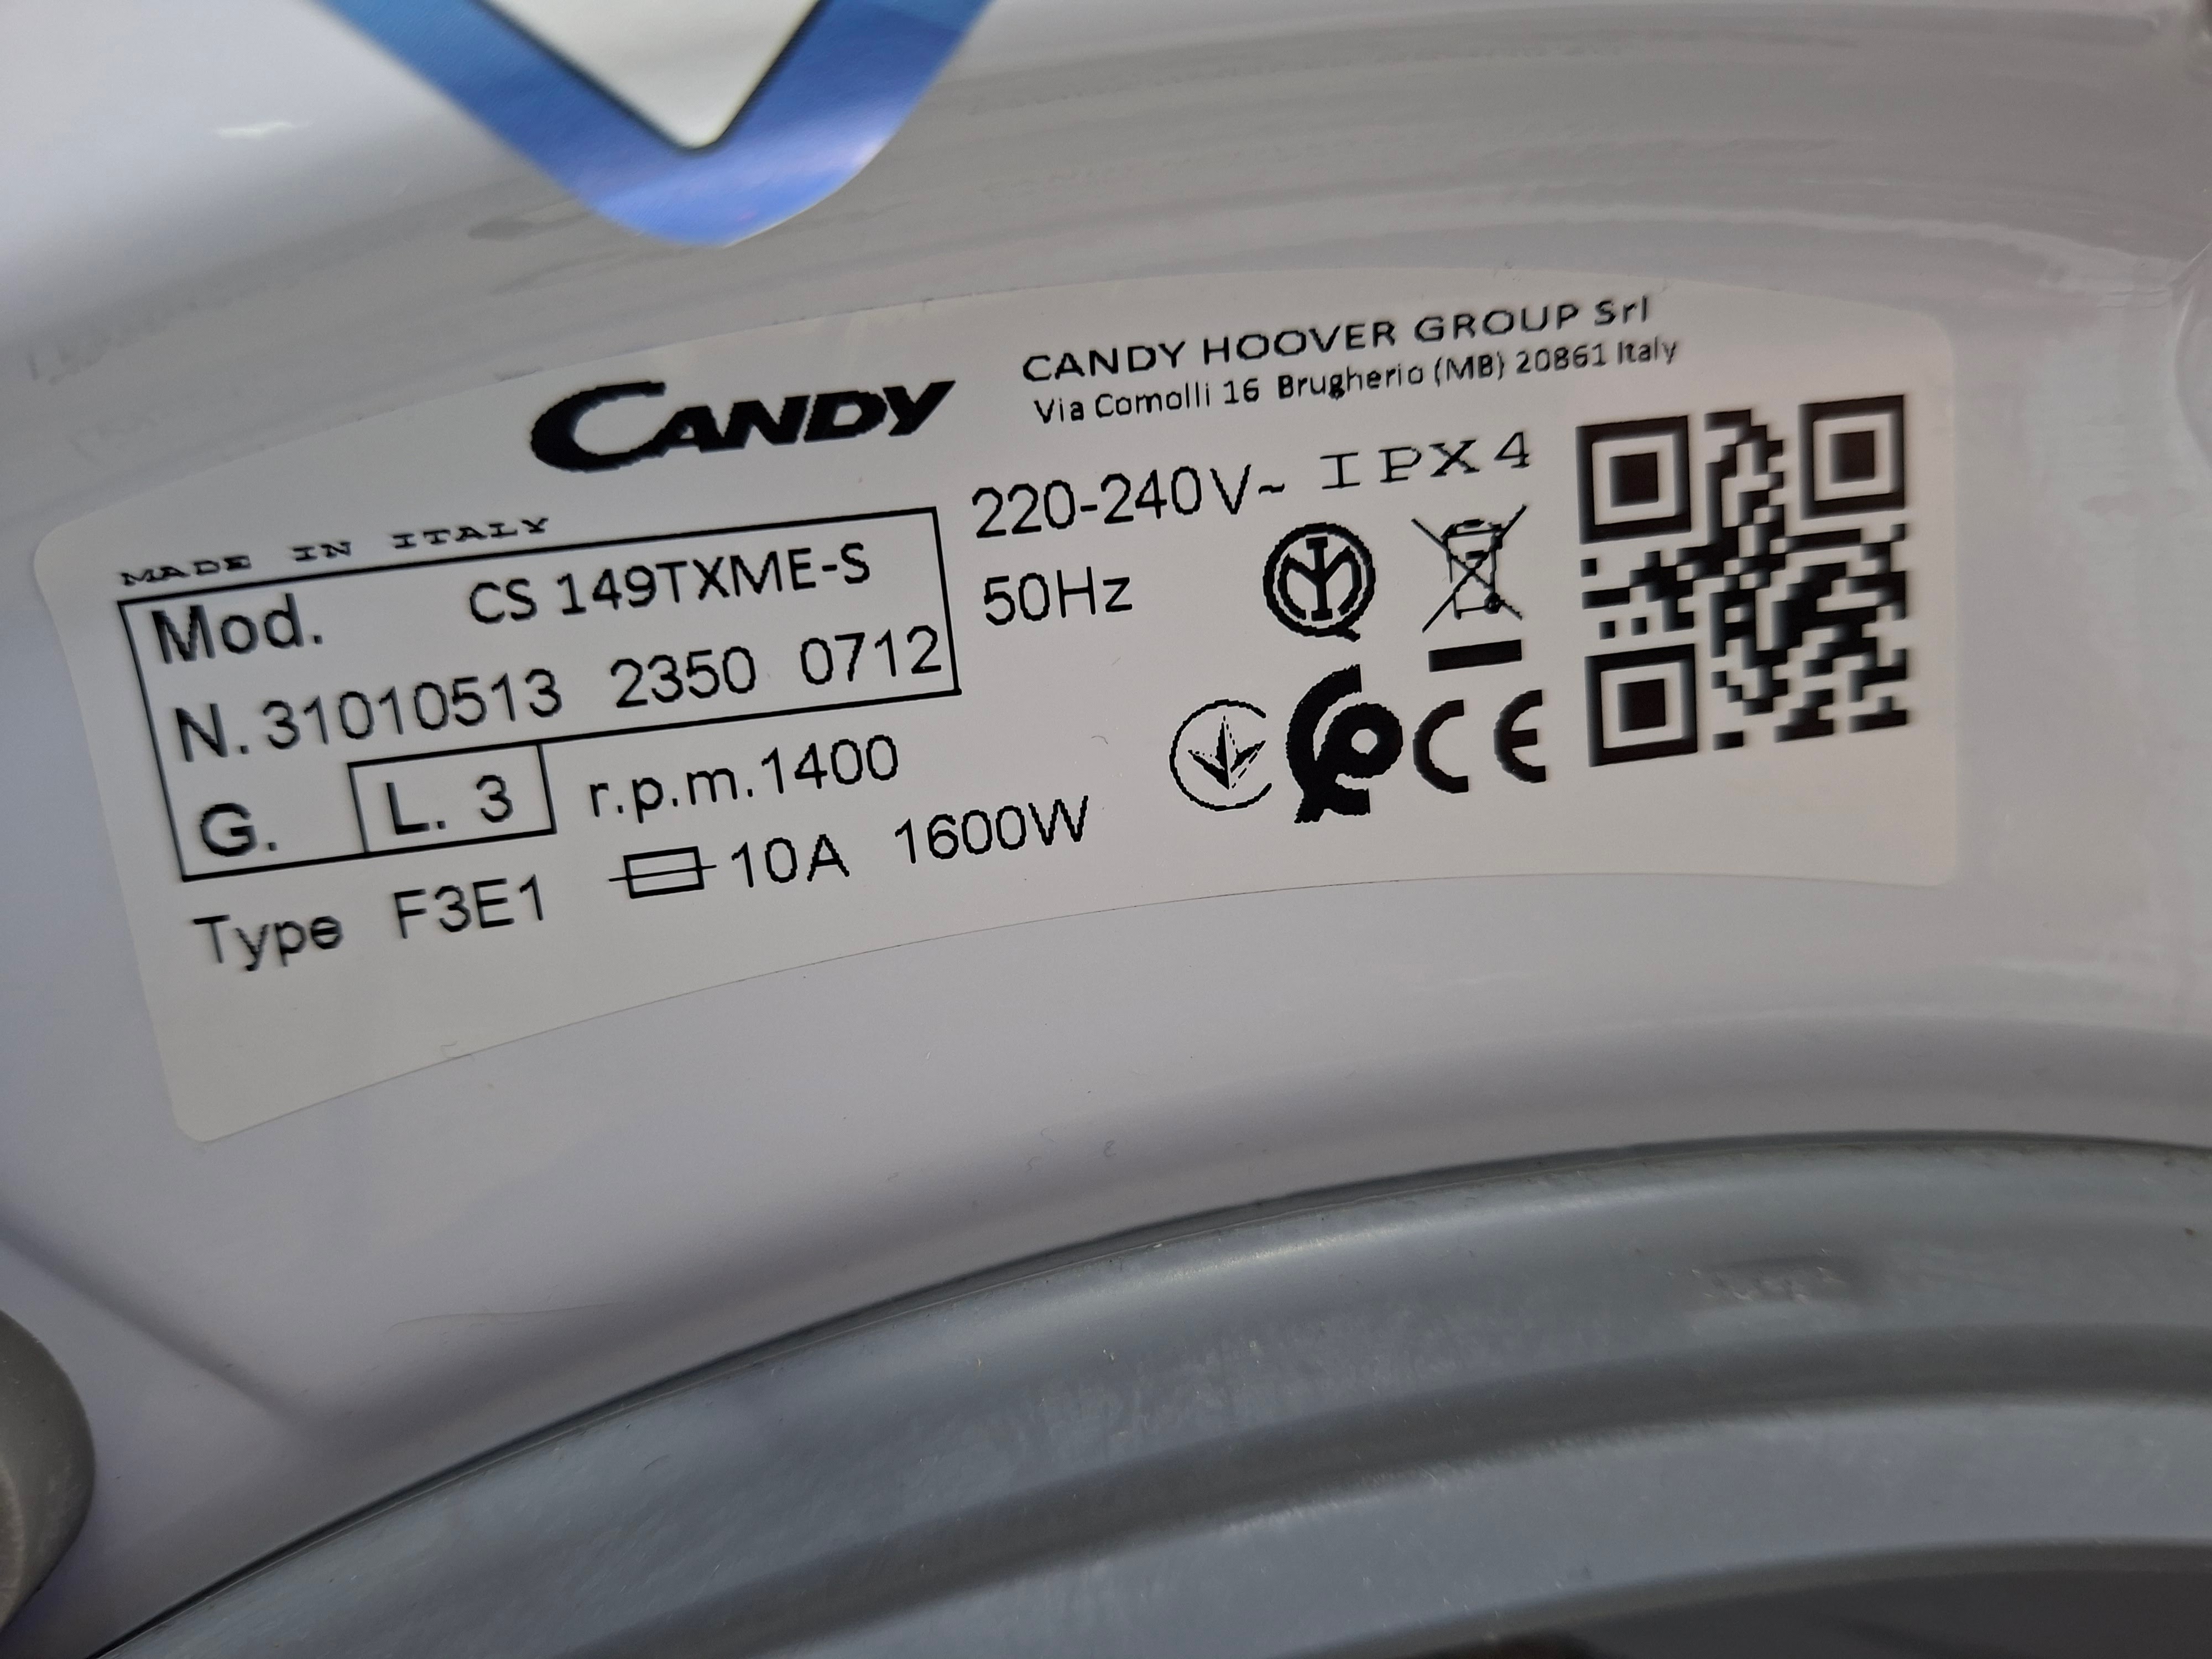 CANDY
CANDY HOOVER GROUP Srl
Via Comolli 16 Brugherio (MB) 20861 Italy
MADE IN ITALY
Mod. CS 149TXME-S
N. 31010513 2350 0712
G. L. 3 r.p.m.1400
Type F3E1 10A 1600W
220-240V~ IPX4
50Hz
CE